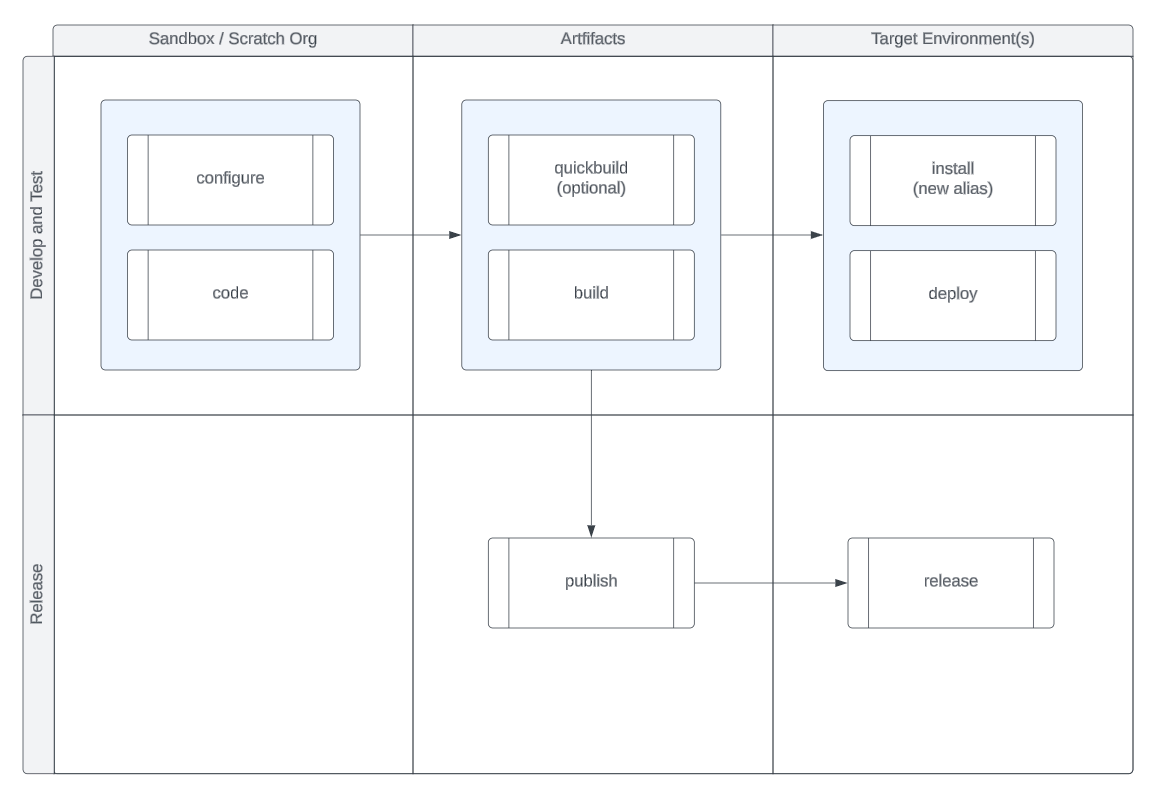 Sandbox / Scratch Org
Artfifacts
Target Environment(s)
Develop and Test
configure
quickbuild
(optional)
install
(new alias)
code
build
deploy
Release
publish
release